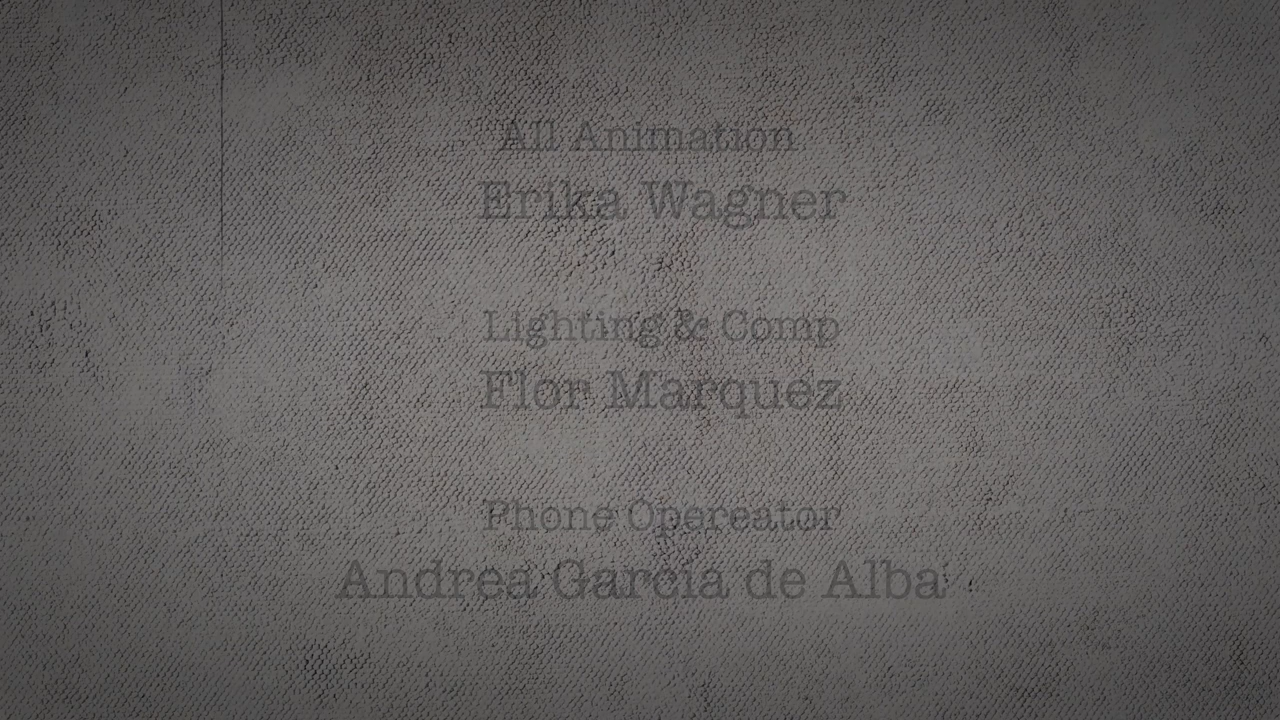 All Animation
Erika Wagner
Lighting & Comp
Flor Marquez
Phone Opereator
Andrea Garcia de Alba